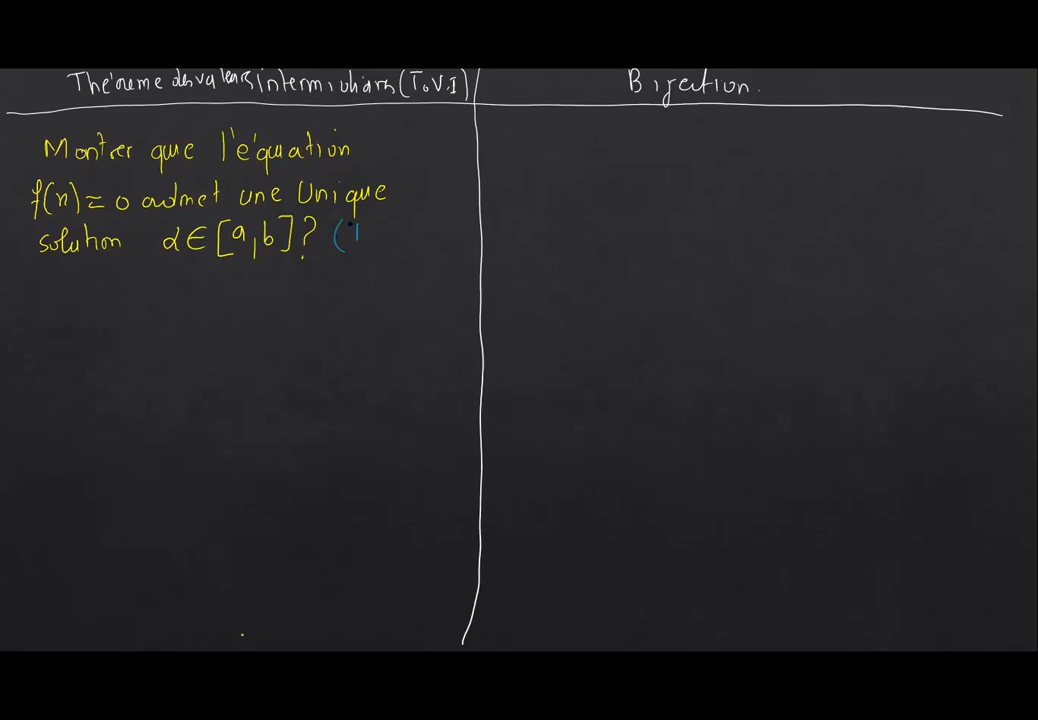 Théorème des valeurs intermédiaires (T.V.I)
Bijection.
Montrer que l'équation
f(x) = 0 admet une unique
solution α ∈ [a, b] ? (